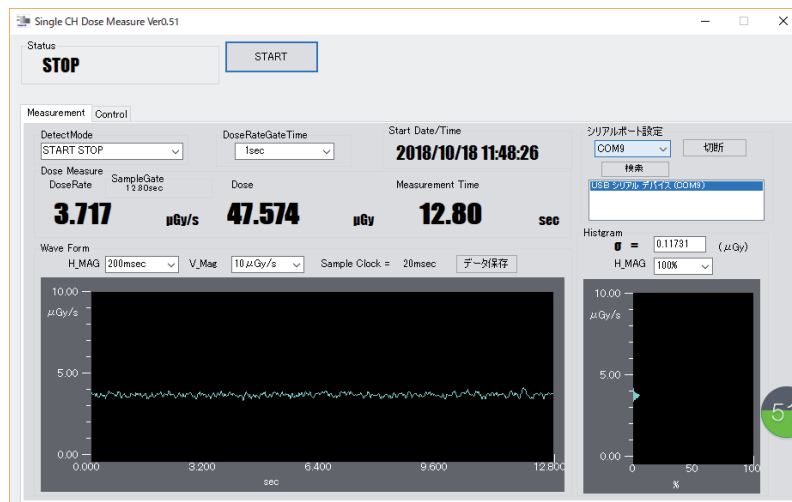 Single CH Dose Measure Ver0.51
Status
STOP
START
Measurement Control
DetectMode
START STOP
DoseRateGateTime
1sec
Start Date/Time
2018/10/18 11:48:26
シリアルポート設定
COM9
切断
検索
USB シリアル デバイス (COM9)
Dose Measure
DoseRate
SampleGate
12.80sec
Dose
Measurement Time
3.717 μGy/s
47.574 μGy
12.80 sec
Wave Form
H_MAG 200msec V_Mag 10μGy/s Sample Clock = 20msec データ保存
Histgram
σ = 0.11731 (μGy)
H_MAG 100%
10.00
μGy/s
5.00
0.00
0.000 3.200 6.400 9.600 12.800
sec
10.00
μGy/s
5.00
0.00
0 50 100
%